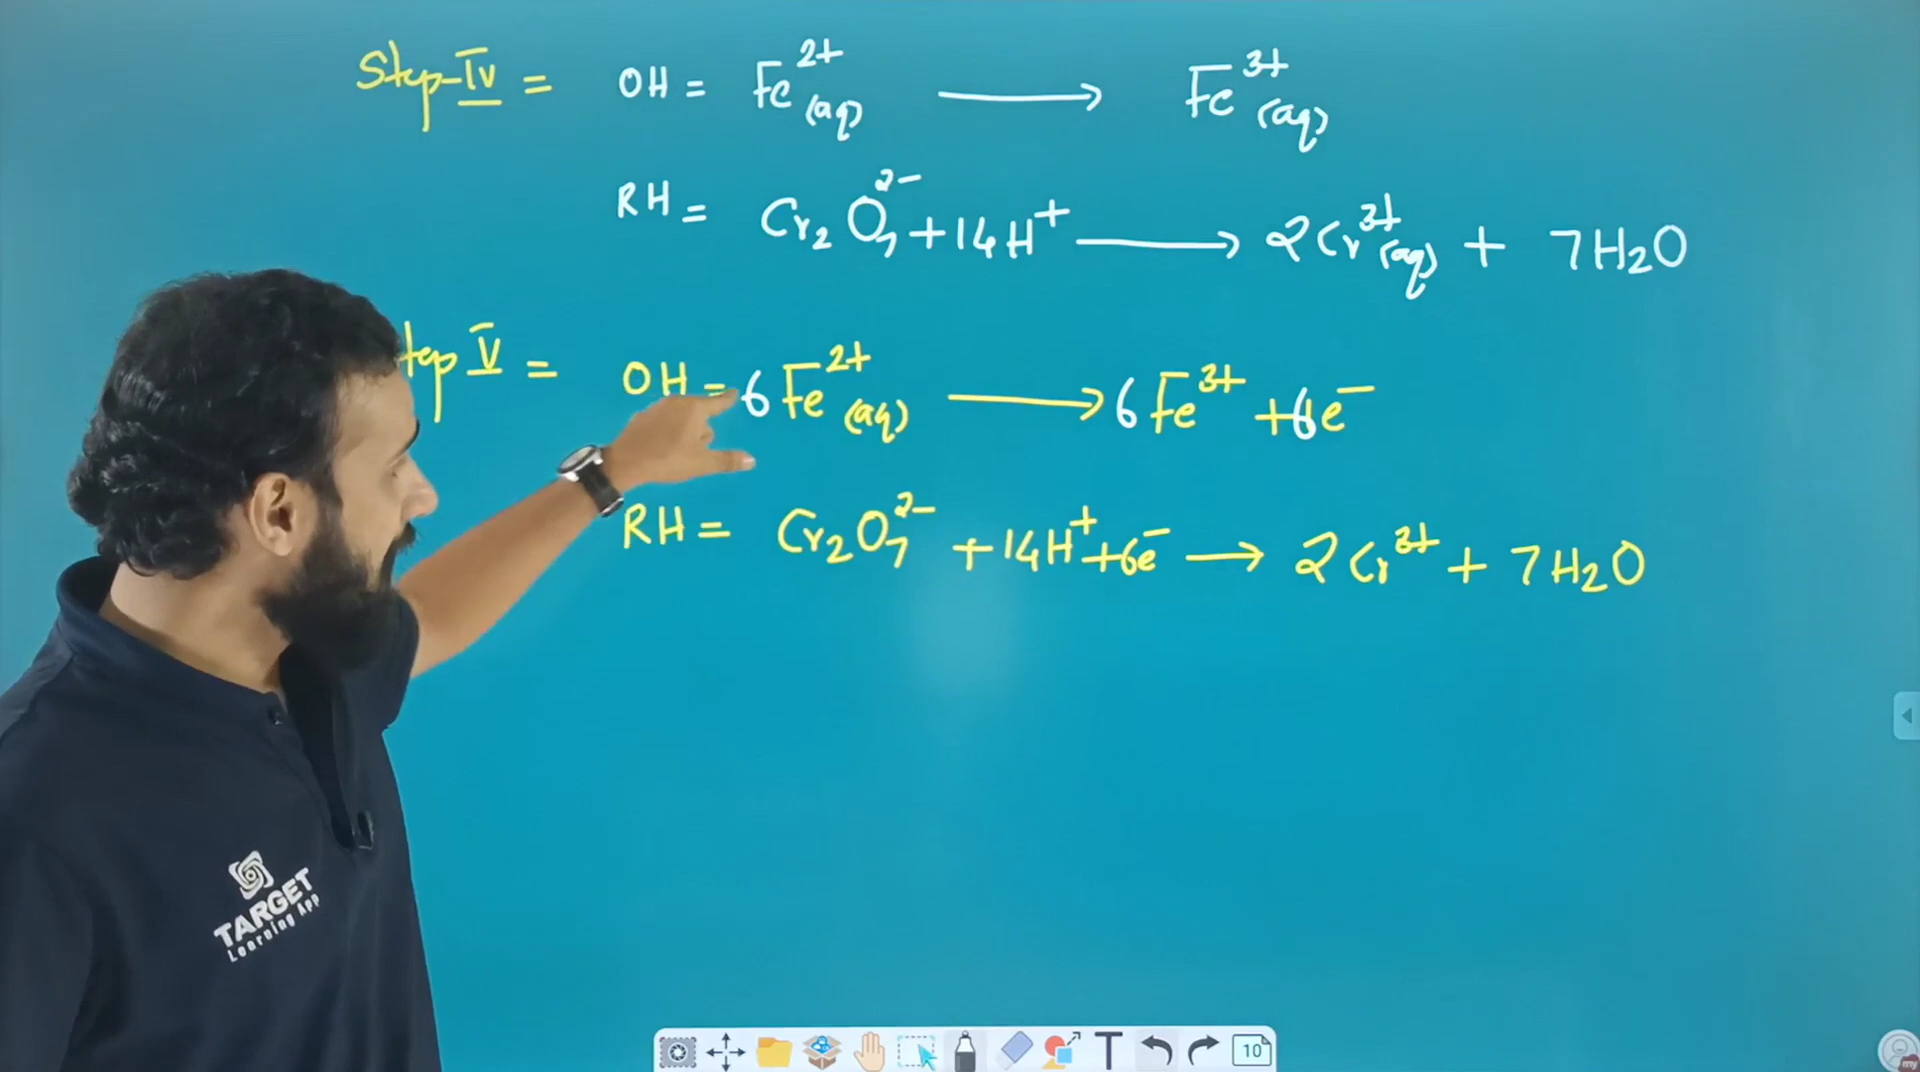 Step-IV = OH = Fe²⁺(aq) ⟶ Fe³⁺(aq)
RH = Cr₂O₇²⁻ + 14H⁺ ⟶ 2Cr³⁺(aq) + 7H₂O
tep V = OH = 6Fe²⁺(aq) ⟶ 6Fe³⁺ + 6e⁻
RH = Cr₂O₇²⁻ + 14H⁺ + 6e⁻ ⟶ 2Cr³⁺ + 7H₂O
TARGET
Learning App
T
10
my